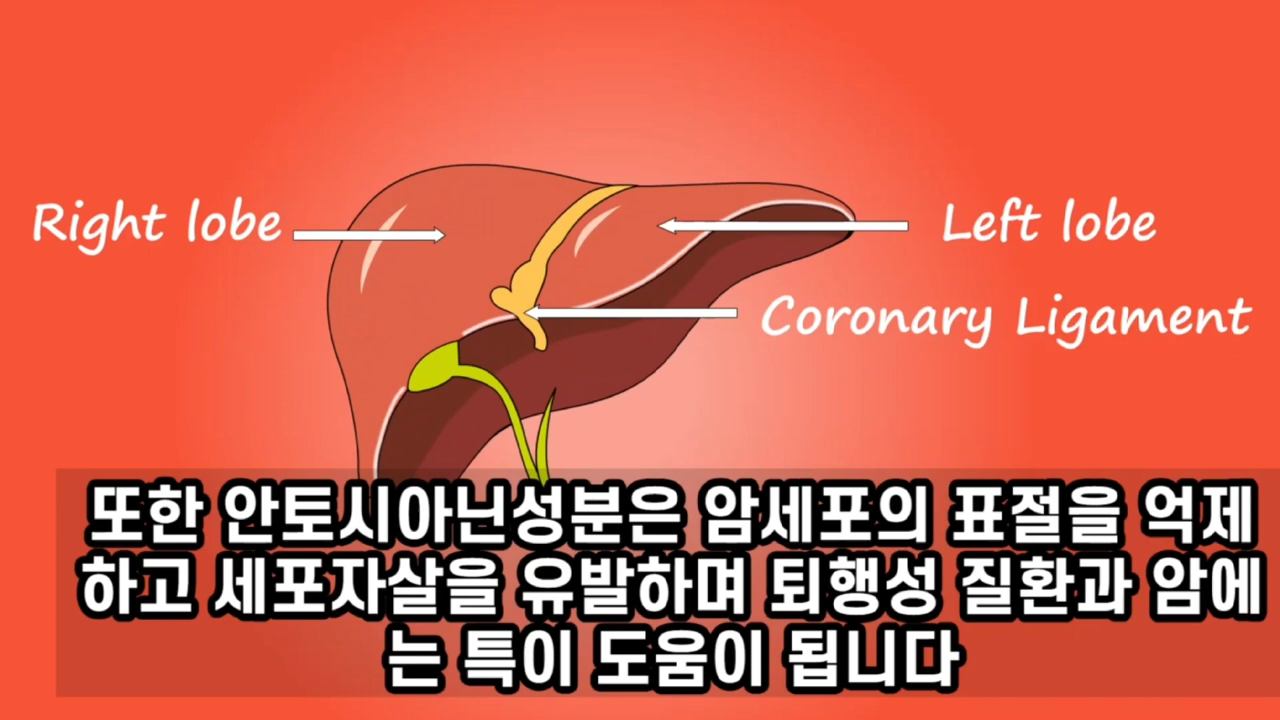 Right lobe
Left lobe
Coronary Ligament
또한 안토시아닌성분은 암세포의 표절을 억제
하고 세포자살을 유발하며 퇴행성 질환과 암에
는 특이 도움이 됩니다